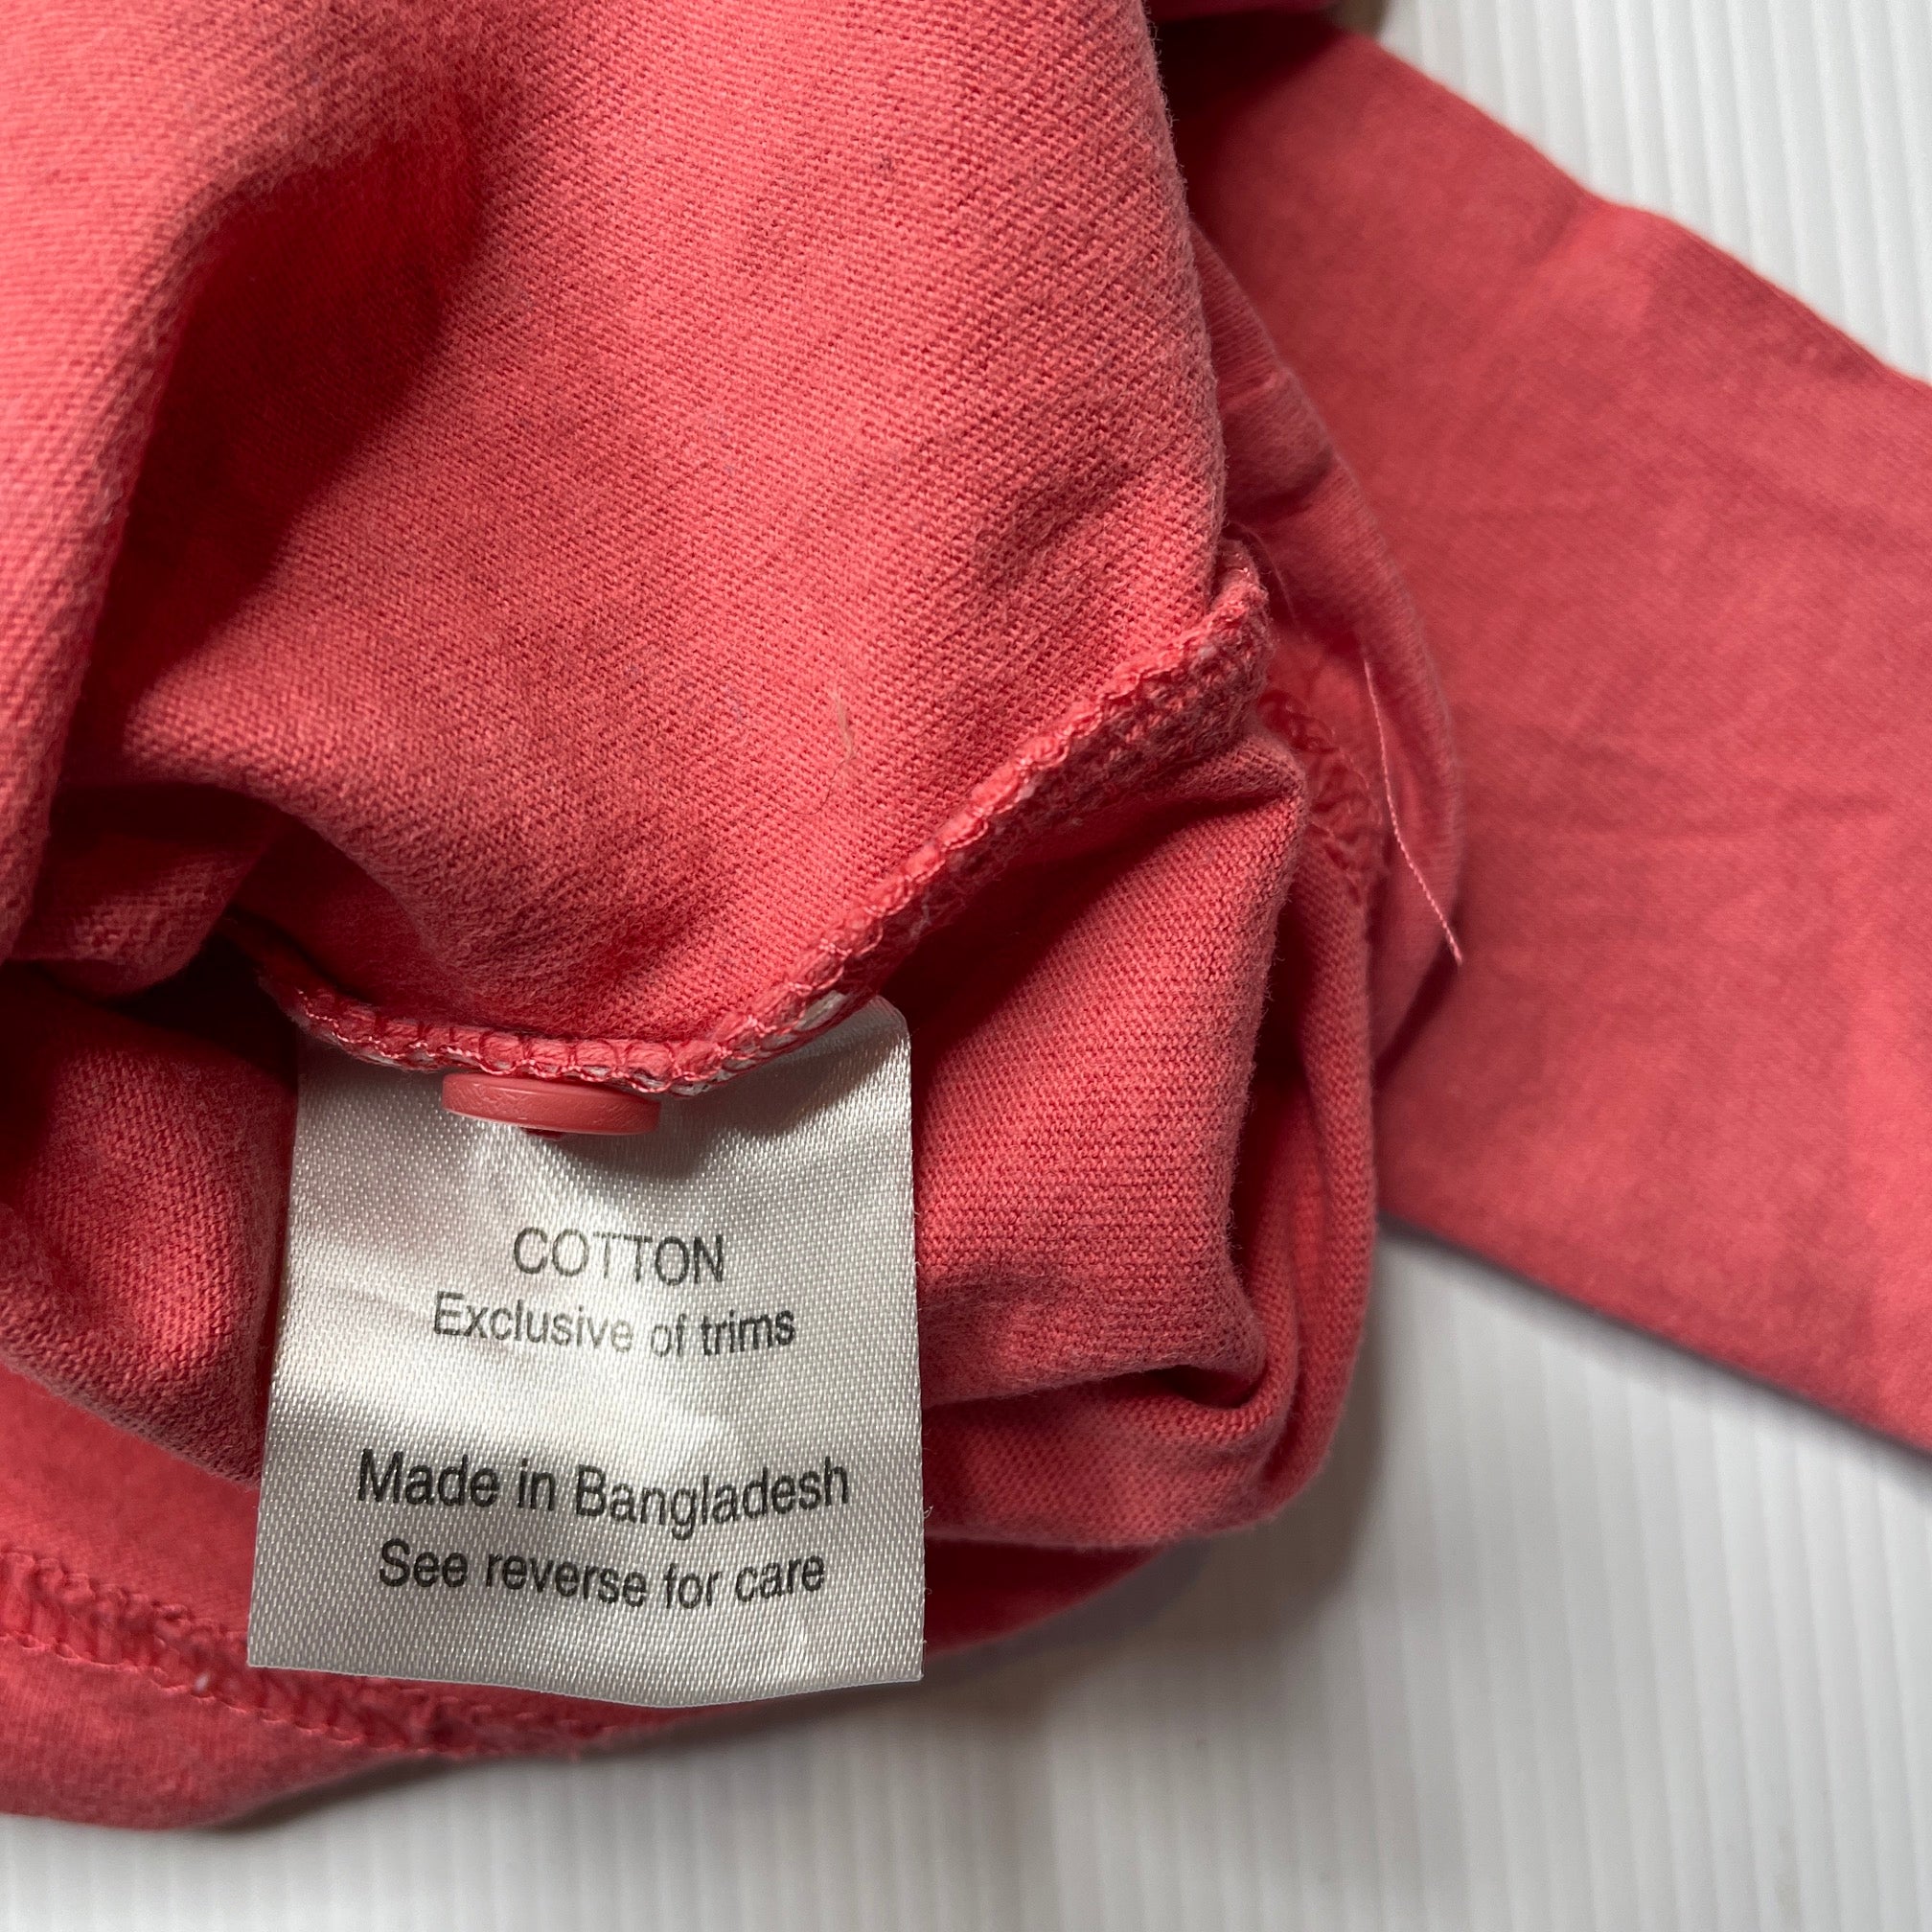 COTTON
Exclusive of trims
Made in Bangladesh
See reverse for care